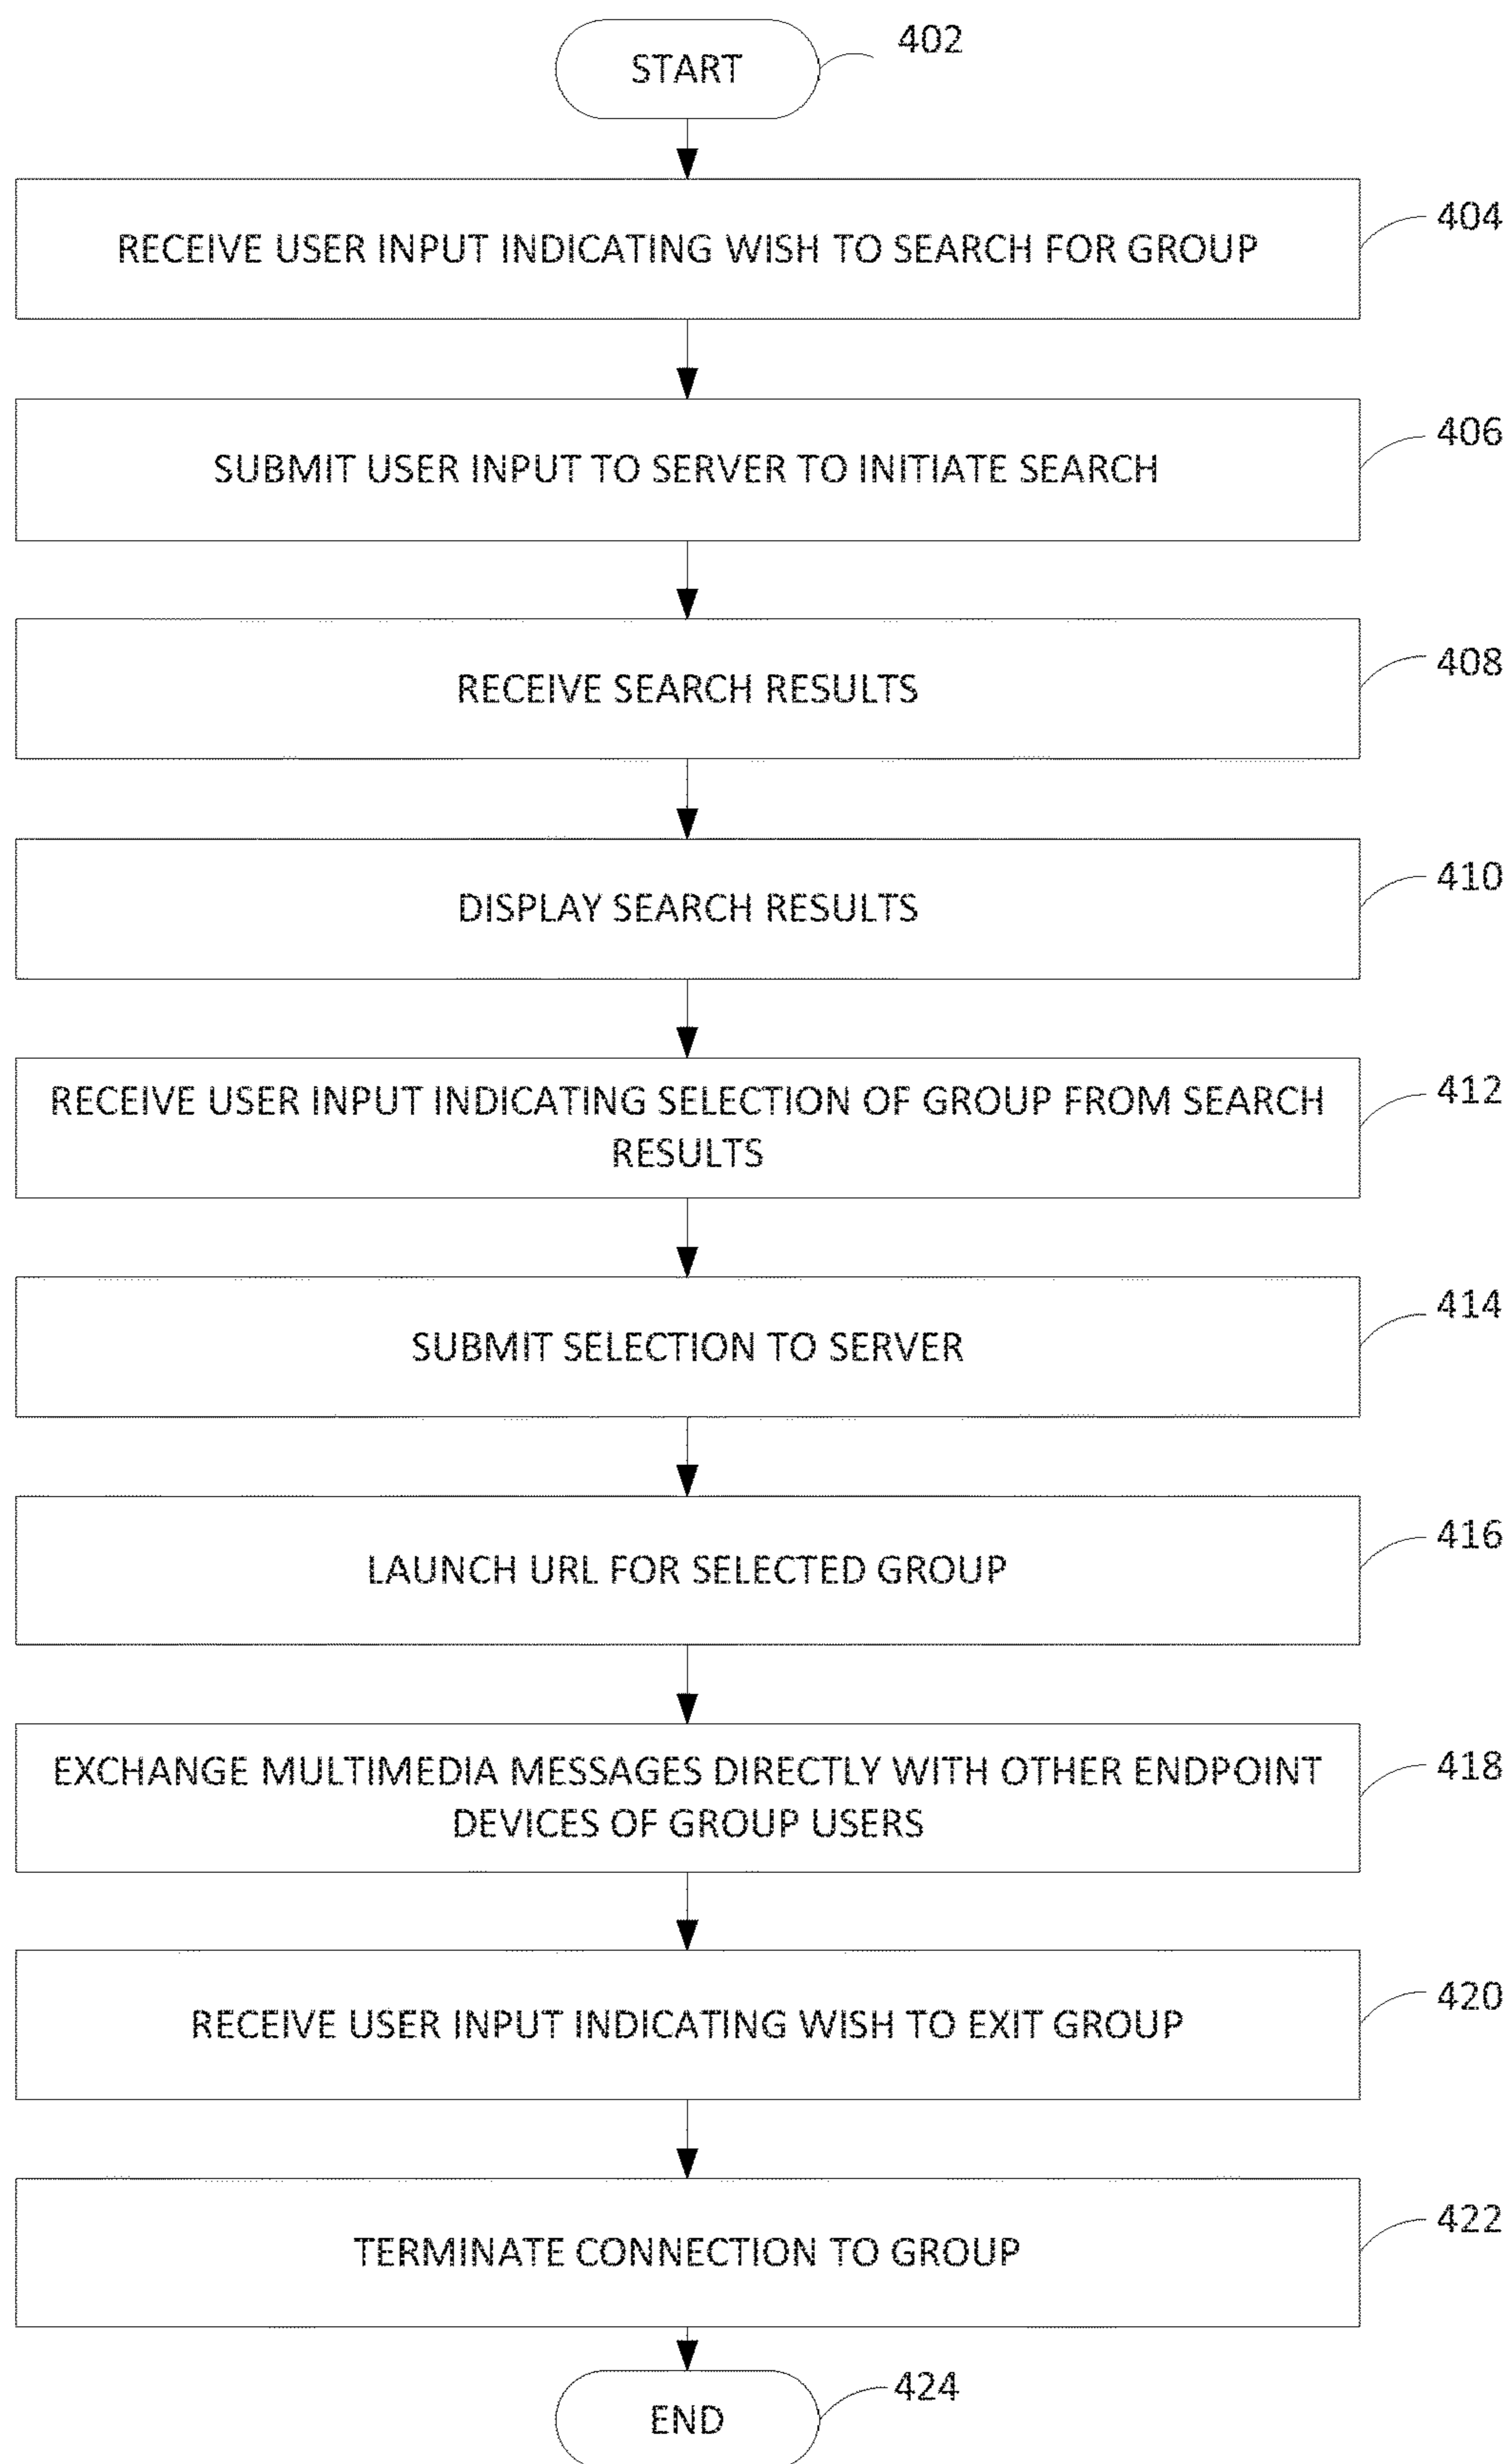 START
402
RECEIVE USER INPUT INDICATING WISH TO SEARCH FOR GROUP
404
SUBMIT USER INPUT TO SERVER TO INITIATE SEARCH
406
RECEIVE SEARCH RESULTS
408
DISPLAY SEARCH RESULTS
410
RECEIVE USER INPUT INDICATING SELECTION OF GROUP FROM SEARCH
RESULTS
412
SUBMIT SELECTION TO SERVER
414
LAUNCH URL FOR SELECTED GROUP
416
EXCHANGE MULTIMEDIA MESSAGES DIRECTLY WITH OTHER ENDPOINT
DEVICES OF GROUP USERS
418
RECEIVE USER INPUT INDICATING WISH TO EXIT GROUP
420
TERMINATE CONNECTION TO GROUP
422
END
424